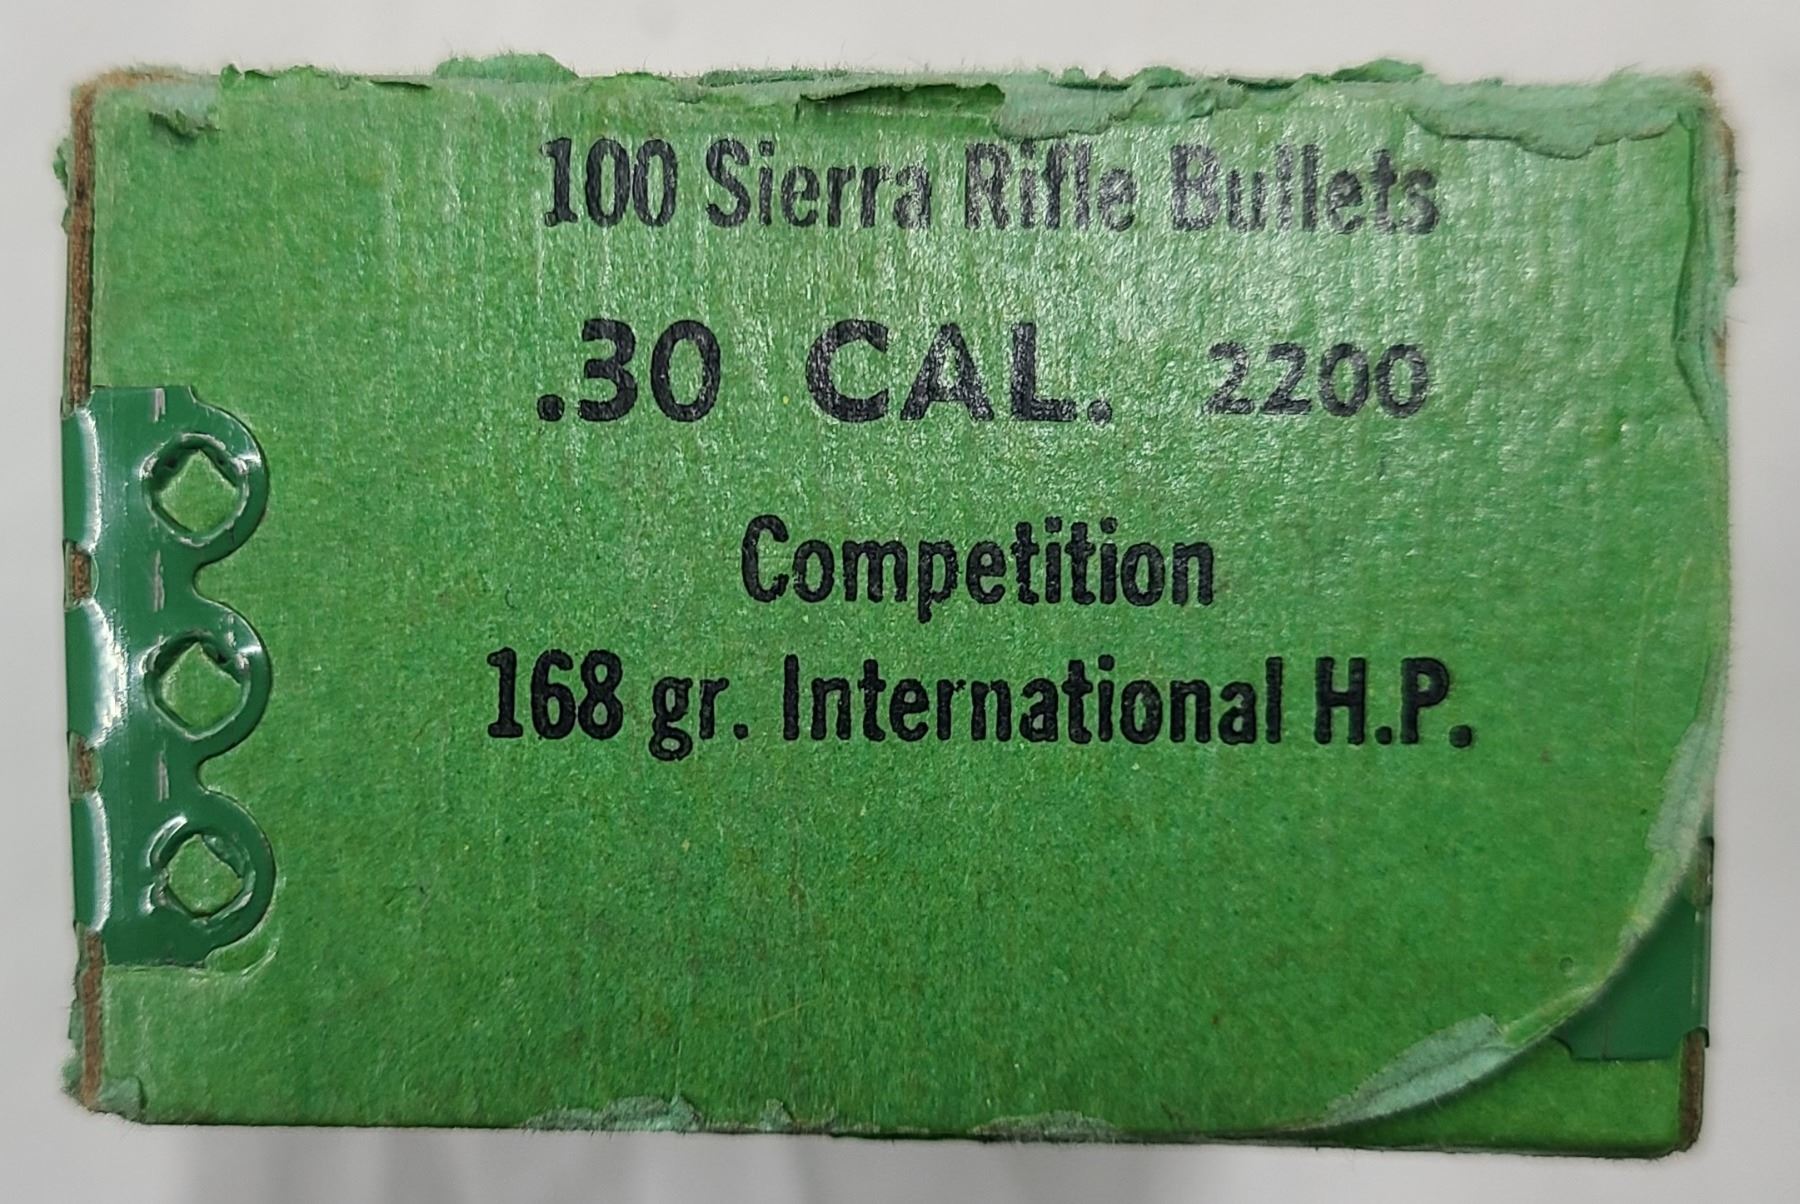 100 Sierra Rifle Bullets
.30 CAL. 2200
Competition
168 gr. International H.P.